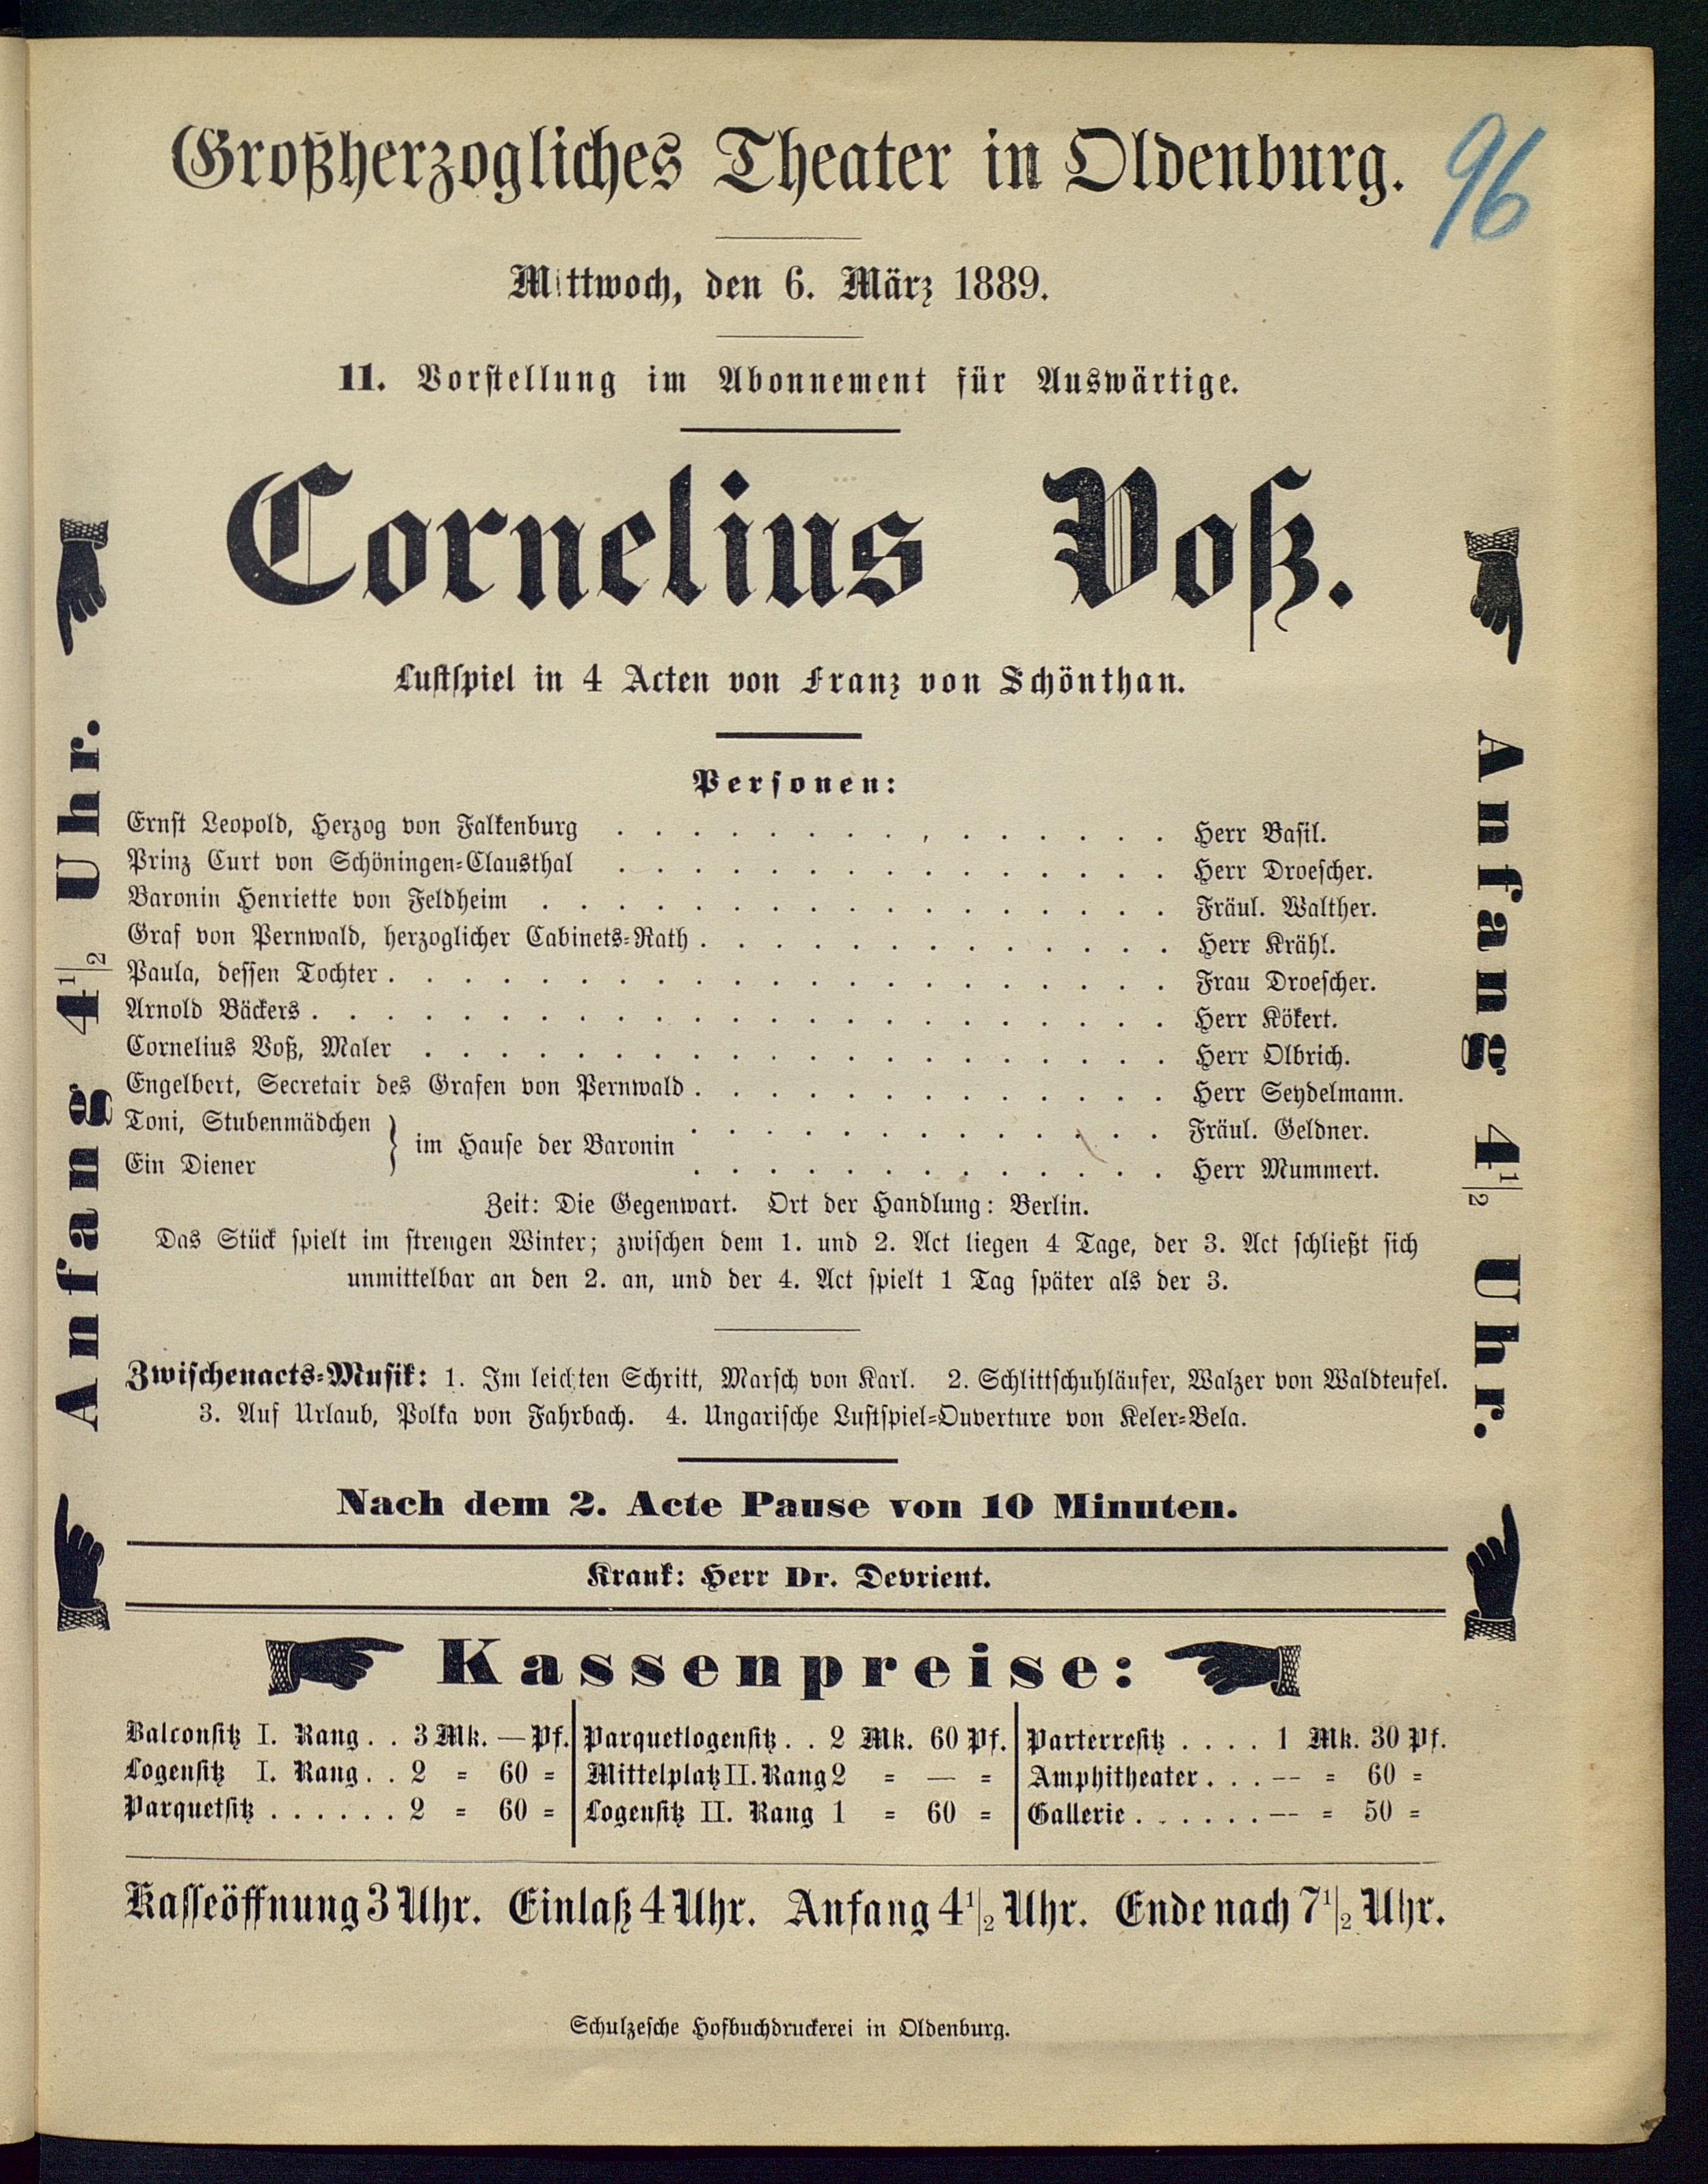 Großherzogliches Theater in Oldenburg.
96
Mittwoch, den 6. März 1889.
11. Vorstellung im Abonnement für Auswärtige.
Cornelius Voß.
Lustspiel in 4 Acten von Franz von Schönthan.
Anfang 4½ Uhr.
Anfang 4½ Uhr.
Personen:
Ernst Leopold, Herzog von Falkenburg . . . . . . . . , . . . . . . Herr Basil.
Prinz Curt von Schöningen-Clausthal . . . . . . . . . . . . . . . Herr Droescher.
Baronin Henriette von Feldheim . . . . . . . . . . . . . . . . . Fräul. Walther.
Graf von Pernwald, herzoglicher Cabinets-Rath . . . . . . . . . . . . . Herr Krähl.
Paula, dessen Tochter . . . . . . . . . . . . . . . . . . . . . Frau Droescher.
Arnold Bäckers . . . . . . . . . . . . . . . . . . . . . . . Herr Kökert.
Cornelius Voß, Maler . . . . . . . . . . . . . . . . . . . . Herr Olbrich.
Engelbert, Secretair des Grafen von Pernwald . . . . . . . . . . . . . Herr Seydelmann.
Toni, Stubenmädchen } im Hause der Baronin . . . . . . . . . . . . . Fräul. Geldner.
Ein Diener . . . . . . . . . . . . . Herr Mummert.
Zeit: Die Gegenwart. Ort der Handlung: Berlin.
Das Stück spielt im strengen Winter; zwischen dem 1. und 2. Act liegen 4 Tage, der 3. Act schließt sich
unmittelbar an den 2. an, und der 4. Act spielt 1 Tag später als der 3.
Zwischenacts-Musik: 1. Im leichten Schritt, Marsch von Karl. 2. Schlittschuhläufer, Walzer von Waldteufel.
3. Auf Urlaub, Polka von Fahrbach. 4. Ungarische Lustspiel-Ouverture von Keler-Bela.
Nach dem 2. Acte Pause von 10 Minuten.
Krank: Herr Dr. Devrient.
Kassenpreise:
Balconsitz I. Rang . . 3 Mk. — Pf. | Parquetlogensitz . . 2 Mk. 60 Pf. | Parterresitz . . . . 1 Mk. 30 Pf.
Logensitz I. Rang . . 2 = 60 = | Mittelplatz II. Rang 2 = — = | Amphitheater . . . — = 60 =
Parquetsitz . . . . . . 2 = 60 = | Logensitz II. Rang 1 = 60 = | Gallerie . . . . . . — = 50 =
Kasseöffnung 3 Uhr. Einlaß 4 Uhr. Anfang 4½ Uhr. Ende nach 7½ Uhr.
Schulzesche Hofbuchdruckerei in Oldenburg.